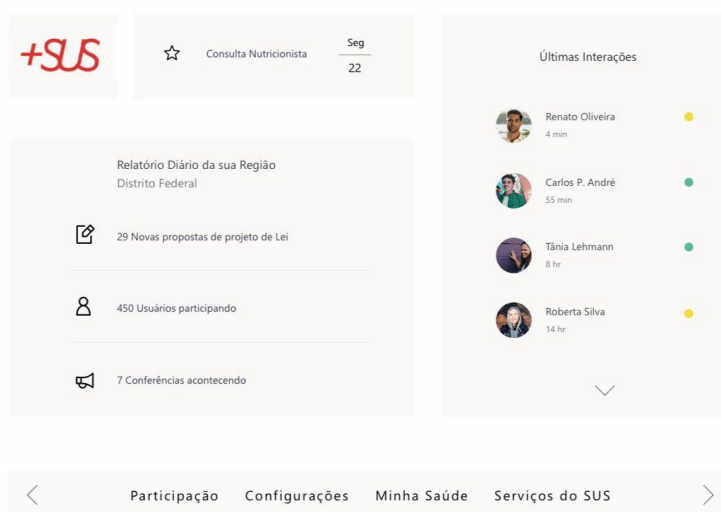 +SUS
Consulta Nutricionista
Seg
22
Relatório Diário da sua Região
Distrito Federal
29 Novas propostas de projeto de Lei
450 Usuários participando
7 Conferências acontecendo
Últimas Interações
Renato Oliveira
4 min
Carlos P. André
55 min
Tânia Lehmann
8 hr
Roberta Silva
14 hr
Participação Configurações Minha Saúde Serviços do SUS